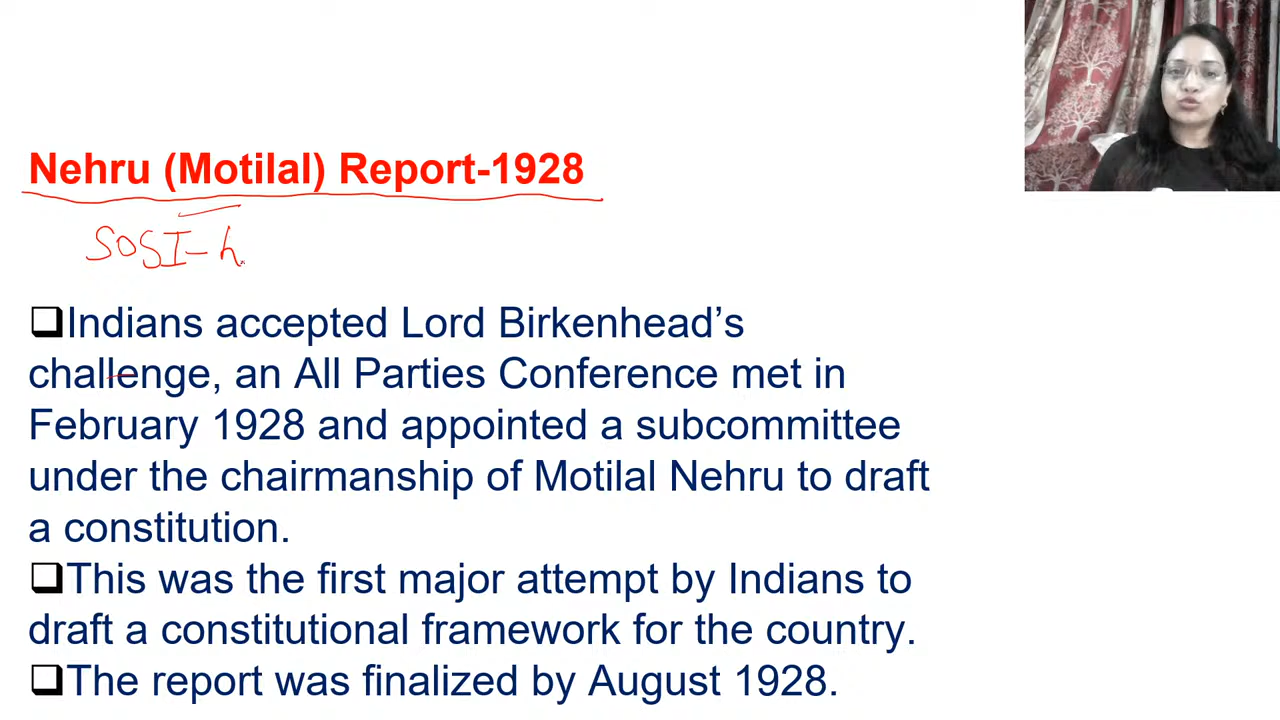 Nehru (Motilal) Report-1928
SOSI - h
❑Indians accepted Lord Birkenhead’s
challenge, an All Parties Conference met in
February 1928 and appointed a subcommittee
under the chairmanship of Motilal Nehru to draft
a constitution.
❑This was the first major attempt by Indians to
draft a constitutional framework for the country.
❑The report was finalized by August 1928.